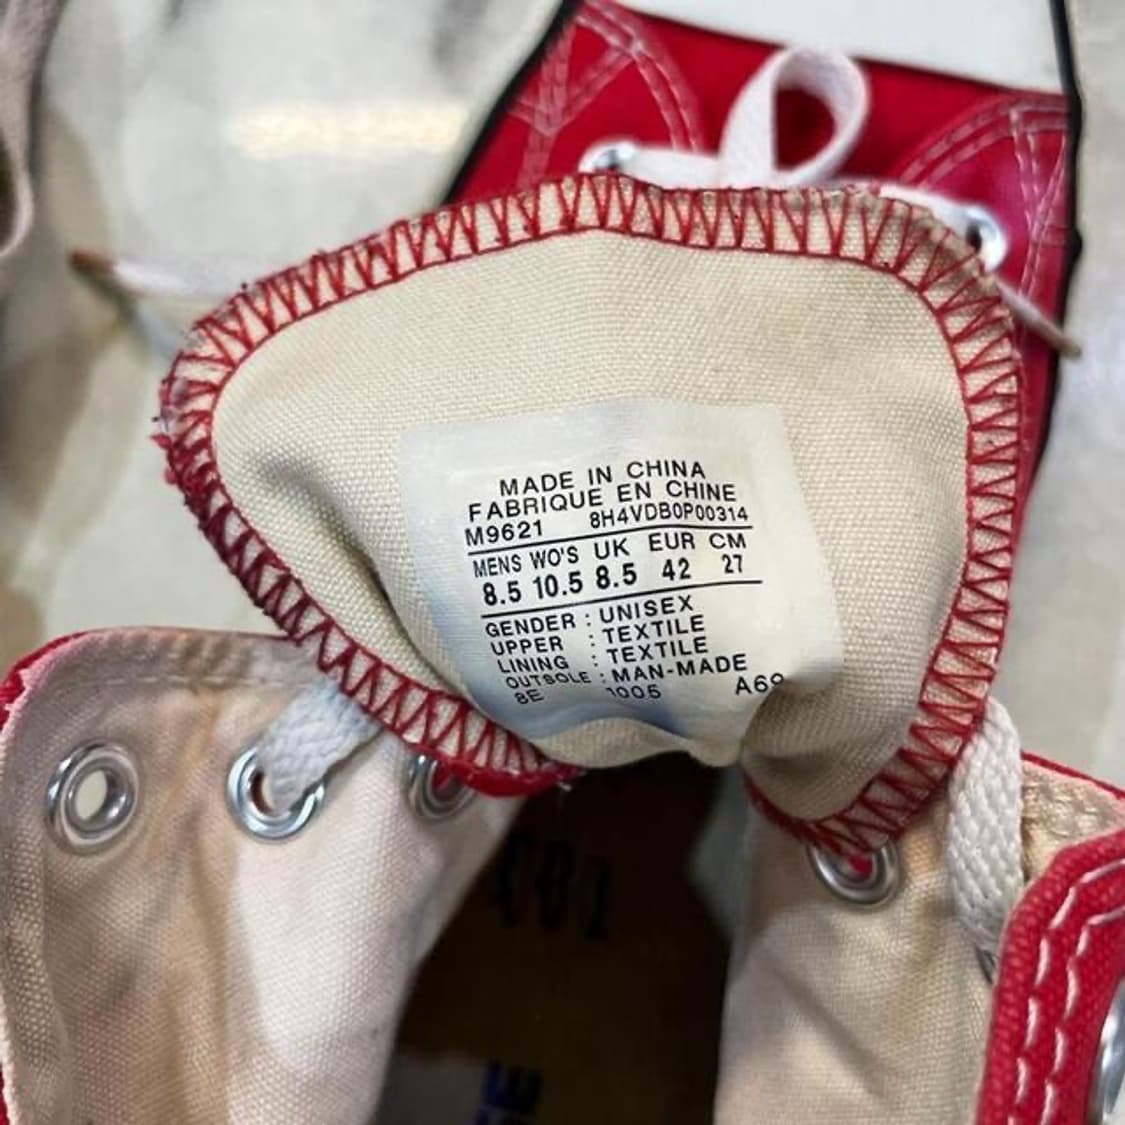 MADE IN CHINA
FABRIQUE EN CHINE
M9621 8H4VDB0P00314
MENS WO'S UK EUR CM
8.5 10.5 8.5 42 27
GENDER : UNISEX
UPPER : TEXTILE
LINING : TEXTILE
OUTSOLE : MAN-MADE
8E 1005